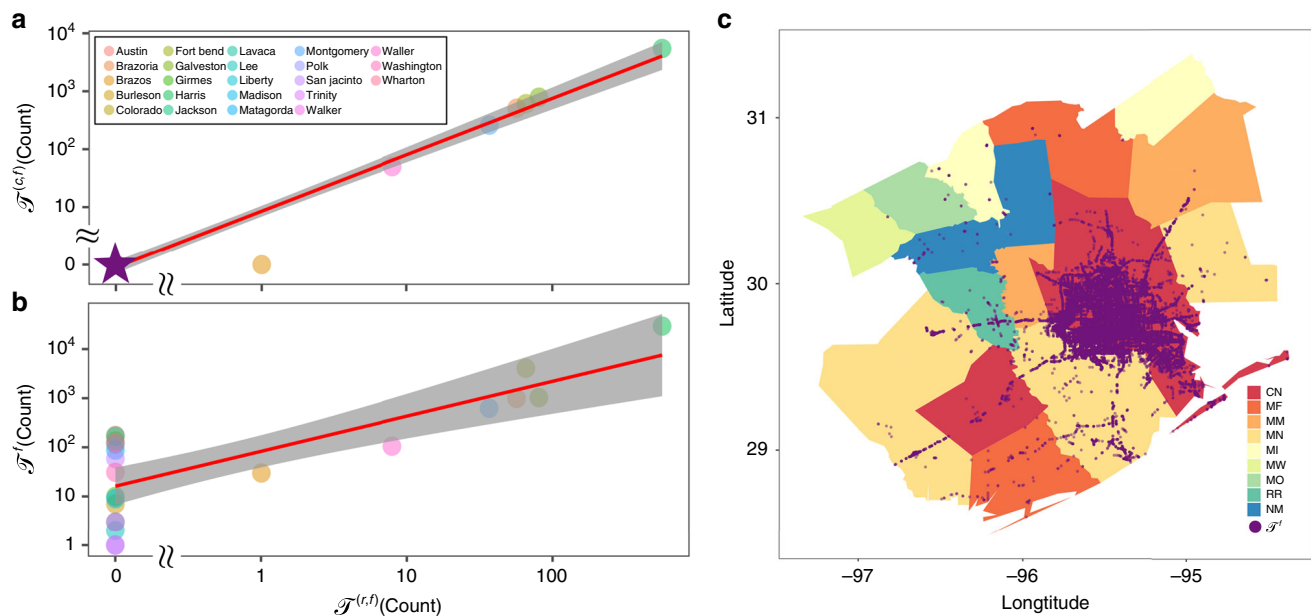 a
10⁴
10³
10²
10
0
𝒯^(c,f)(Count)
Austin Fort bend Lavaca Montgomery Waller
Brazoria Galveston Lee Polk Washington
Brazos Girmes Liberty San jacinto Wharton
Burleson Harris Madison Trinity
Colorado Jackson Matagorda Walker
b
10⁴
10³
10²
10
1
𝒯^t(Count)
0 1 10 100
𝒯^(r,f)(Count)
c
31
30
29
Latitude
CN
MF
MM
MN
MI
MW
MO
RR
NM
𝒯^t
–97 –96 –95
Longtitude